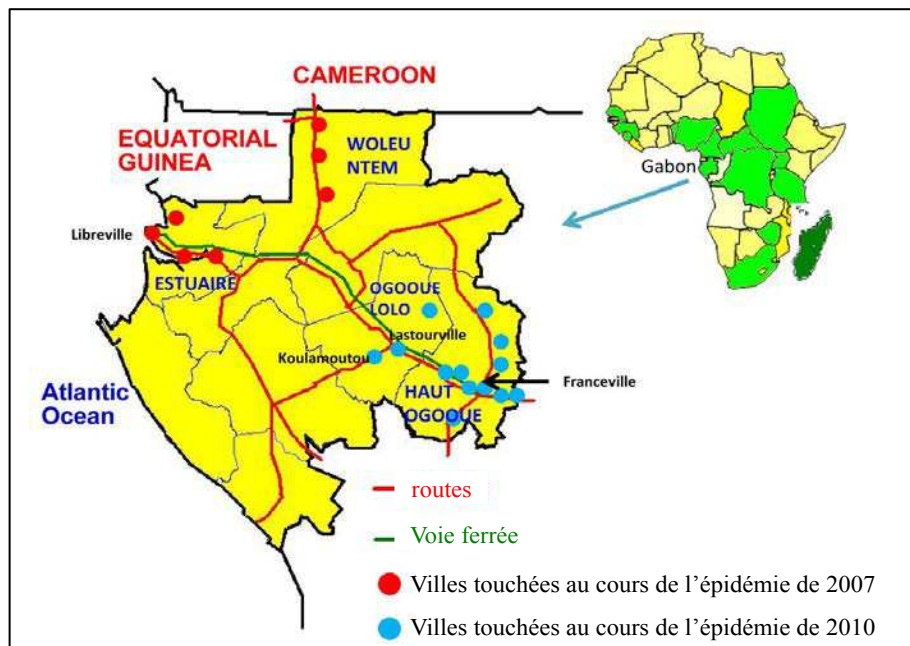 CAMEROON
EQUATORIAL
GUINEA
WOLEU
NTEM
Gabon
Libreville
ESTUAIRE
OGOOUE
LOLO
Lastourville
Koulamoutou
Franceville
HAUT
OGOOUE
Atlantic
Ocean
routes
Voie ferrée
Villes touchées au cours de l’épidémie de 2007
Villes touchées au cours de l’épidémie de 2010